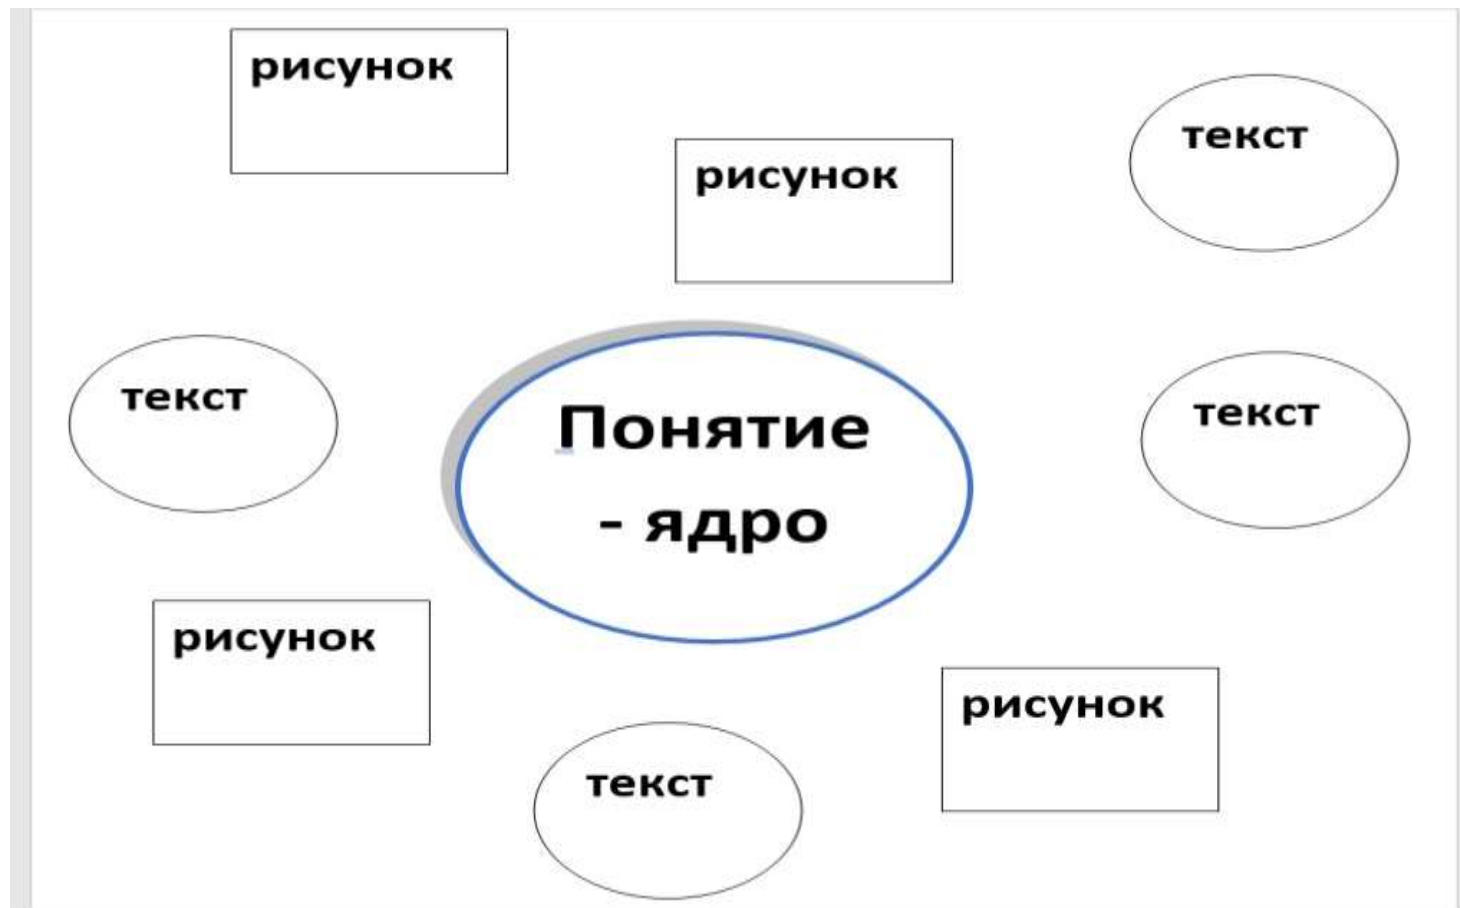 рисунок
рисунок
текст
текст
текст
Понятие
- ядро
рисунок
рисунок
текст